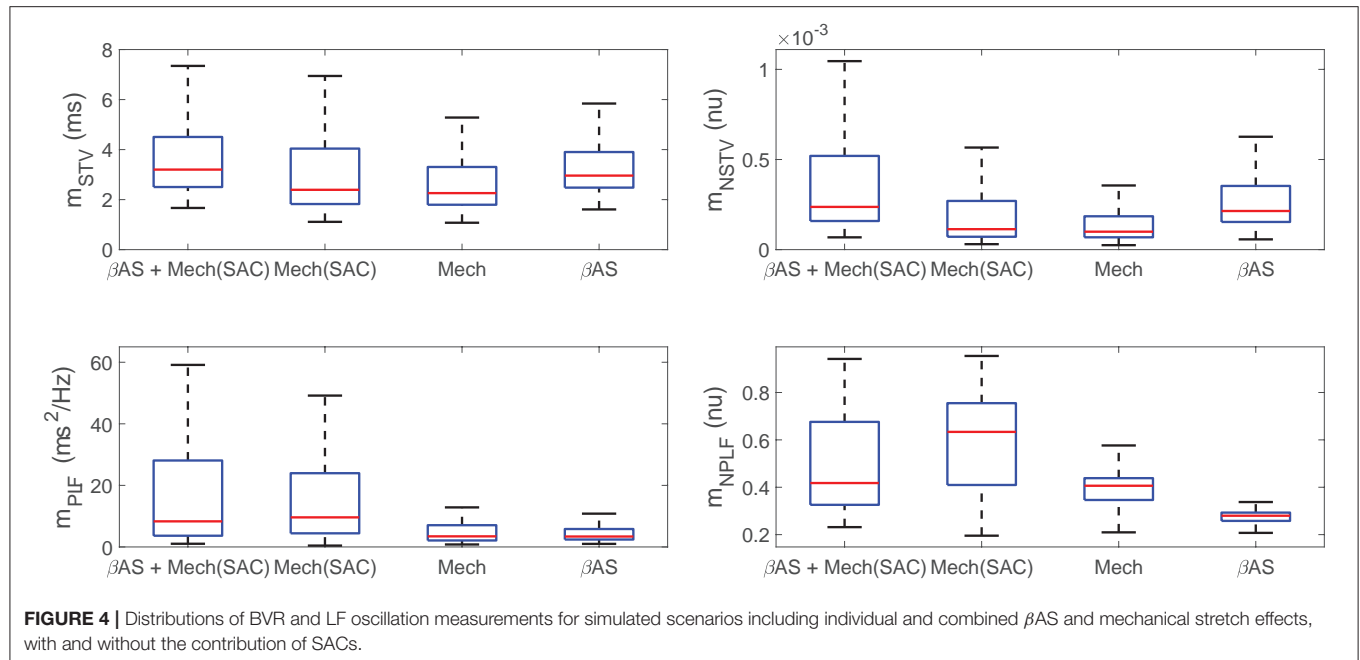 8
6
4
2
0
m_STV (ms)
βAS + Mech(SAC) Mech(SAC) Mech βAS
×10^-3
1
0.5
0
m_NSTV (nu)
βAS + Mech(SAC) Mech(SAC) Mech βAS
60
40
20
0
m_PLF (ms^2/Hz)
βAS + Mech(SAC) Mech(SAC) Mech βAS
0.8
0.6
0.4
0.2
m_NPLF (nu)
βAS + Mech(SAC) Mech(SAC) Mech βAS
FIGURE 4 | Distributions of BVR and LF oscillation measurements for simulated scenarios including individual and combined βAS and mechanical stretch effects,
with and without the contribution of SACs.